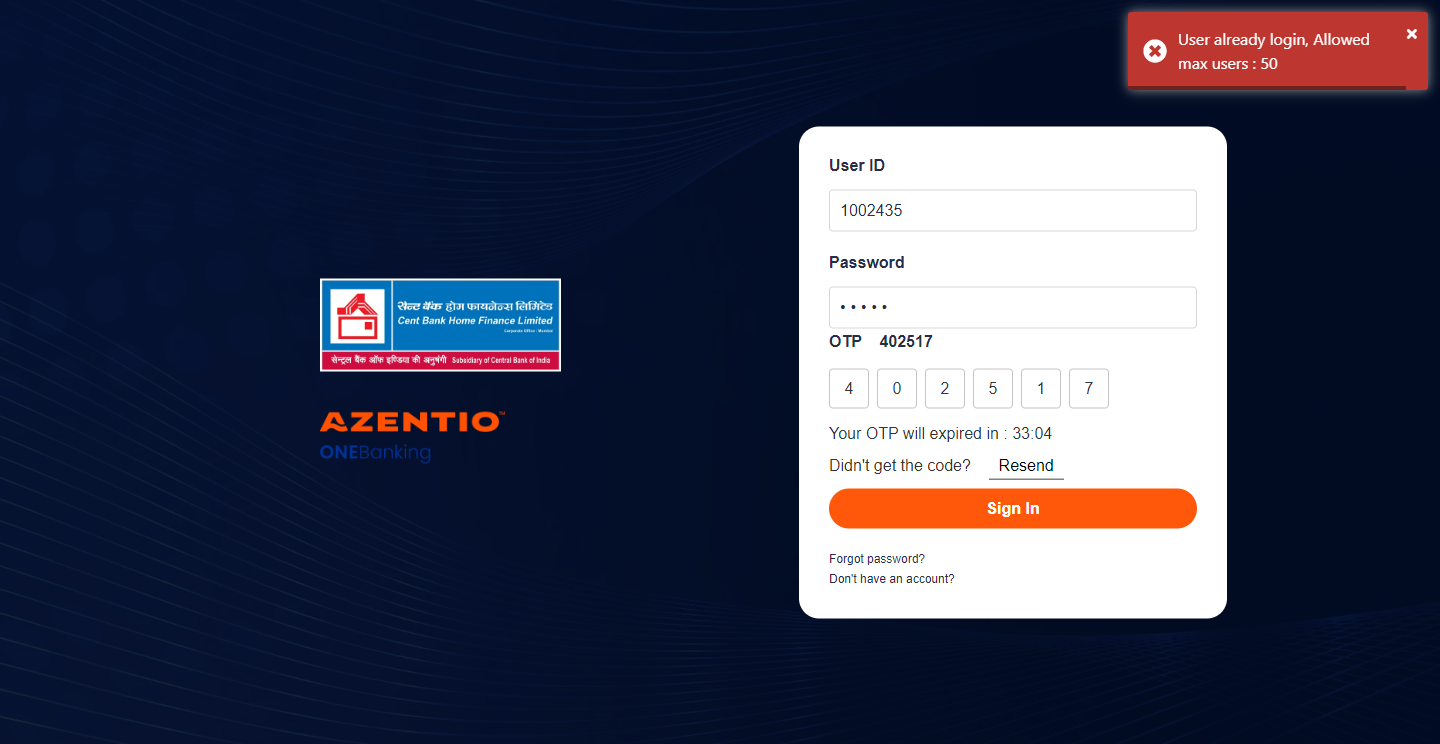 User already login, Allowed
max users : 50
User ID
1002435
Password
OTP 402517
4 0 2 5 1 7
Your OTP will expired in : 33:04
Didn't get the code? Resend
Sign In
Forgot password?
Don't have an account?
सेन्ट बैंक होम फायनेन्स लिमिटेड
Cent Bank Home Finance Limited
Corporate Office - Mumbai
सेन्ट्रल बैंक ऑफ इण्डिया की अनुषंगी Subsidiary of Central Bank of India
AZENTIO™
ONEBanking